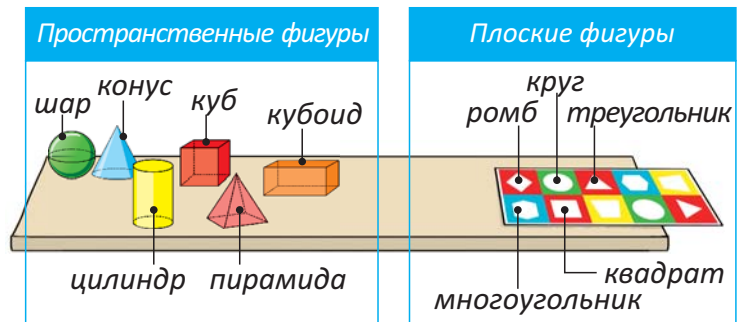 Пространственные фигуры
шар
конус
куб
кубоид
цилиндр
пирамида
Плоские фигуры
круг
ромб
треугольник
квадрат
многоугольник